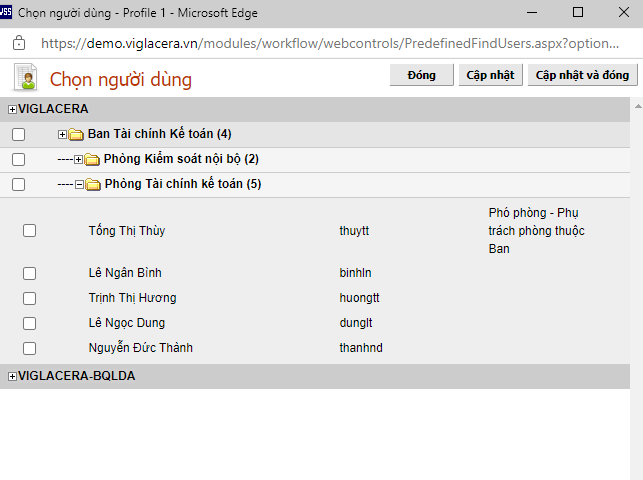 VSS Chọn người dùng - Profile 1 - Microsoft Edge
https://demo.viglacera.vn/modules/workflow/webcontrols/PredefinedFindUsers.aspx?option...
Chọn người dùng Đóng Cập nhật Cập nhật và đóng
VIGLACERA
Ban Tài chính Kế toán (4)
----Phòng Kiểm soát nội bộ (2)
----Phòng Tài chính kế toán (5)
Tống Thị Thùy thuytt Phó phòng - Phụ
trách phòng thuộc
Ban
Lê Ngân Bình binhln
Trịnh Thị Hương huongtt
Lê Ngọc Dung dunglt
Nguyễn Đức Thành thanhnd
VIGLACERA-BQLDA